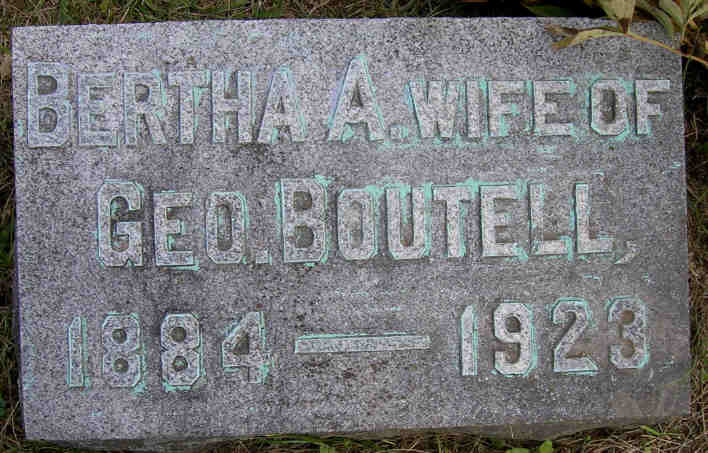 BERTHA A. WIFE OF
GEO. BOUTELL,
1884 — 1923